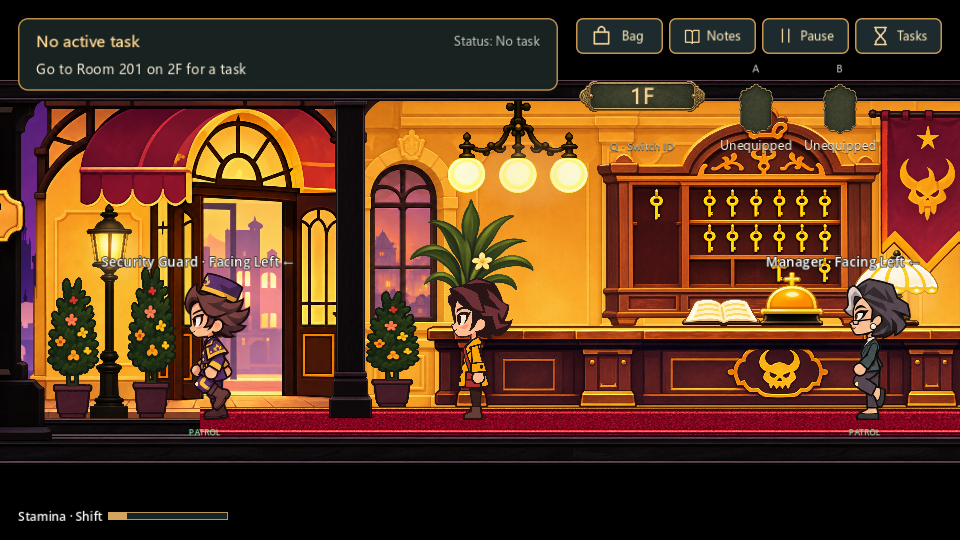 No active task
Status: No task
Go to Room 201 on 2F for a task
Bag
Notes
Pause
Tasks
A
B
1F
Q · Switch ID
Unequipped
Unequipped
Security Guard · Facing Left ←
Manager · Facing Left ←
PATROL
PATROL
Stamina · Shift